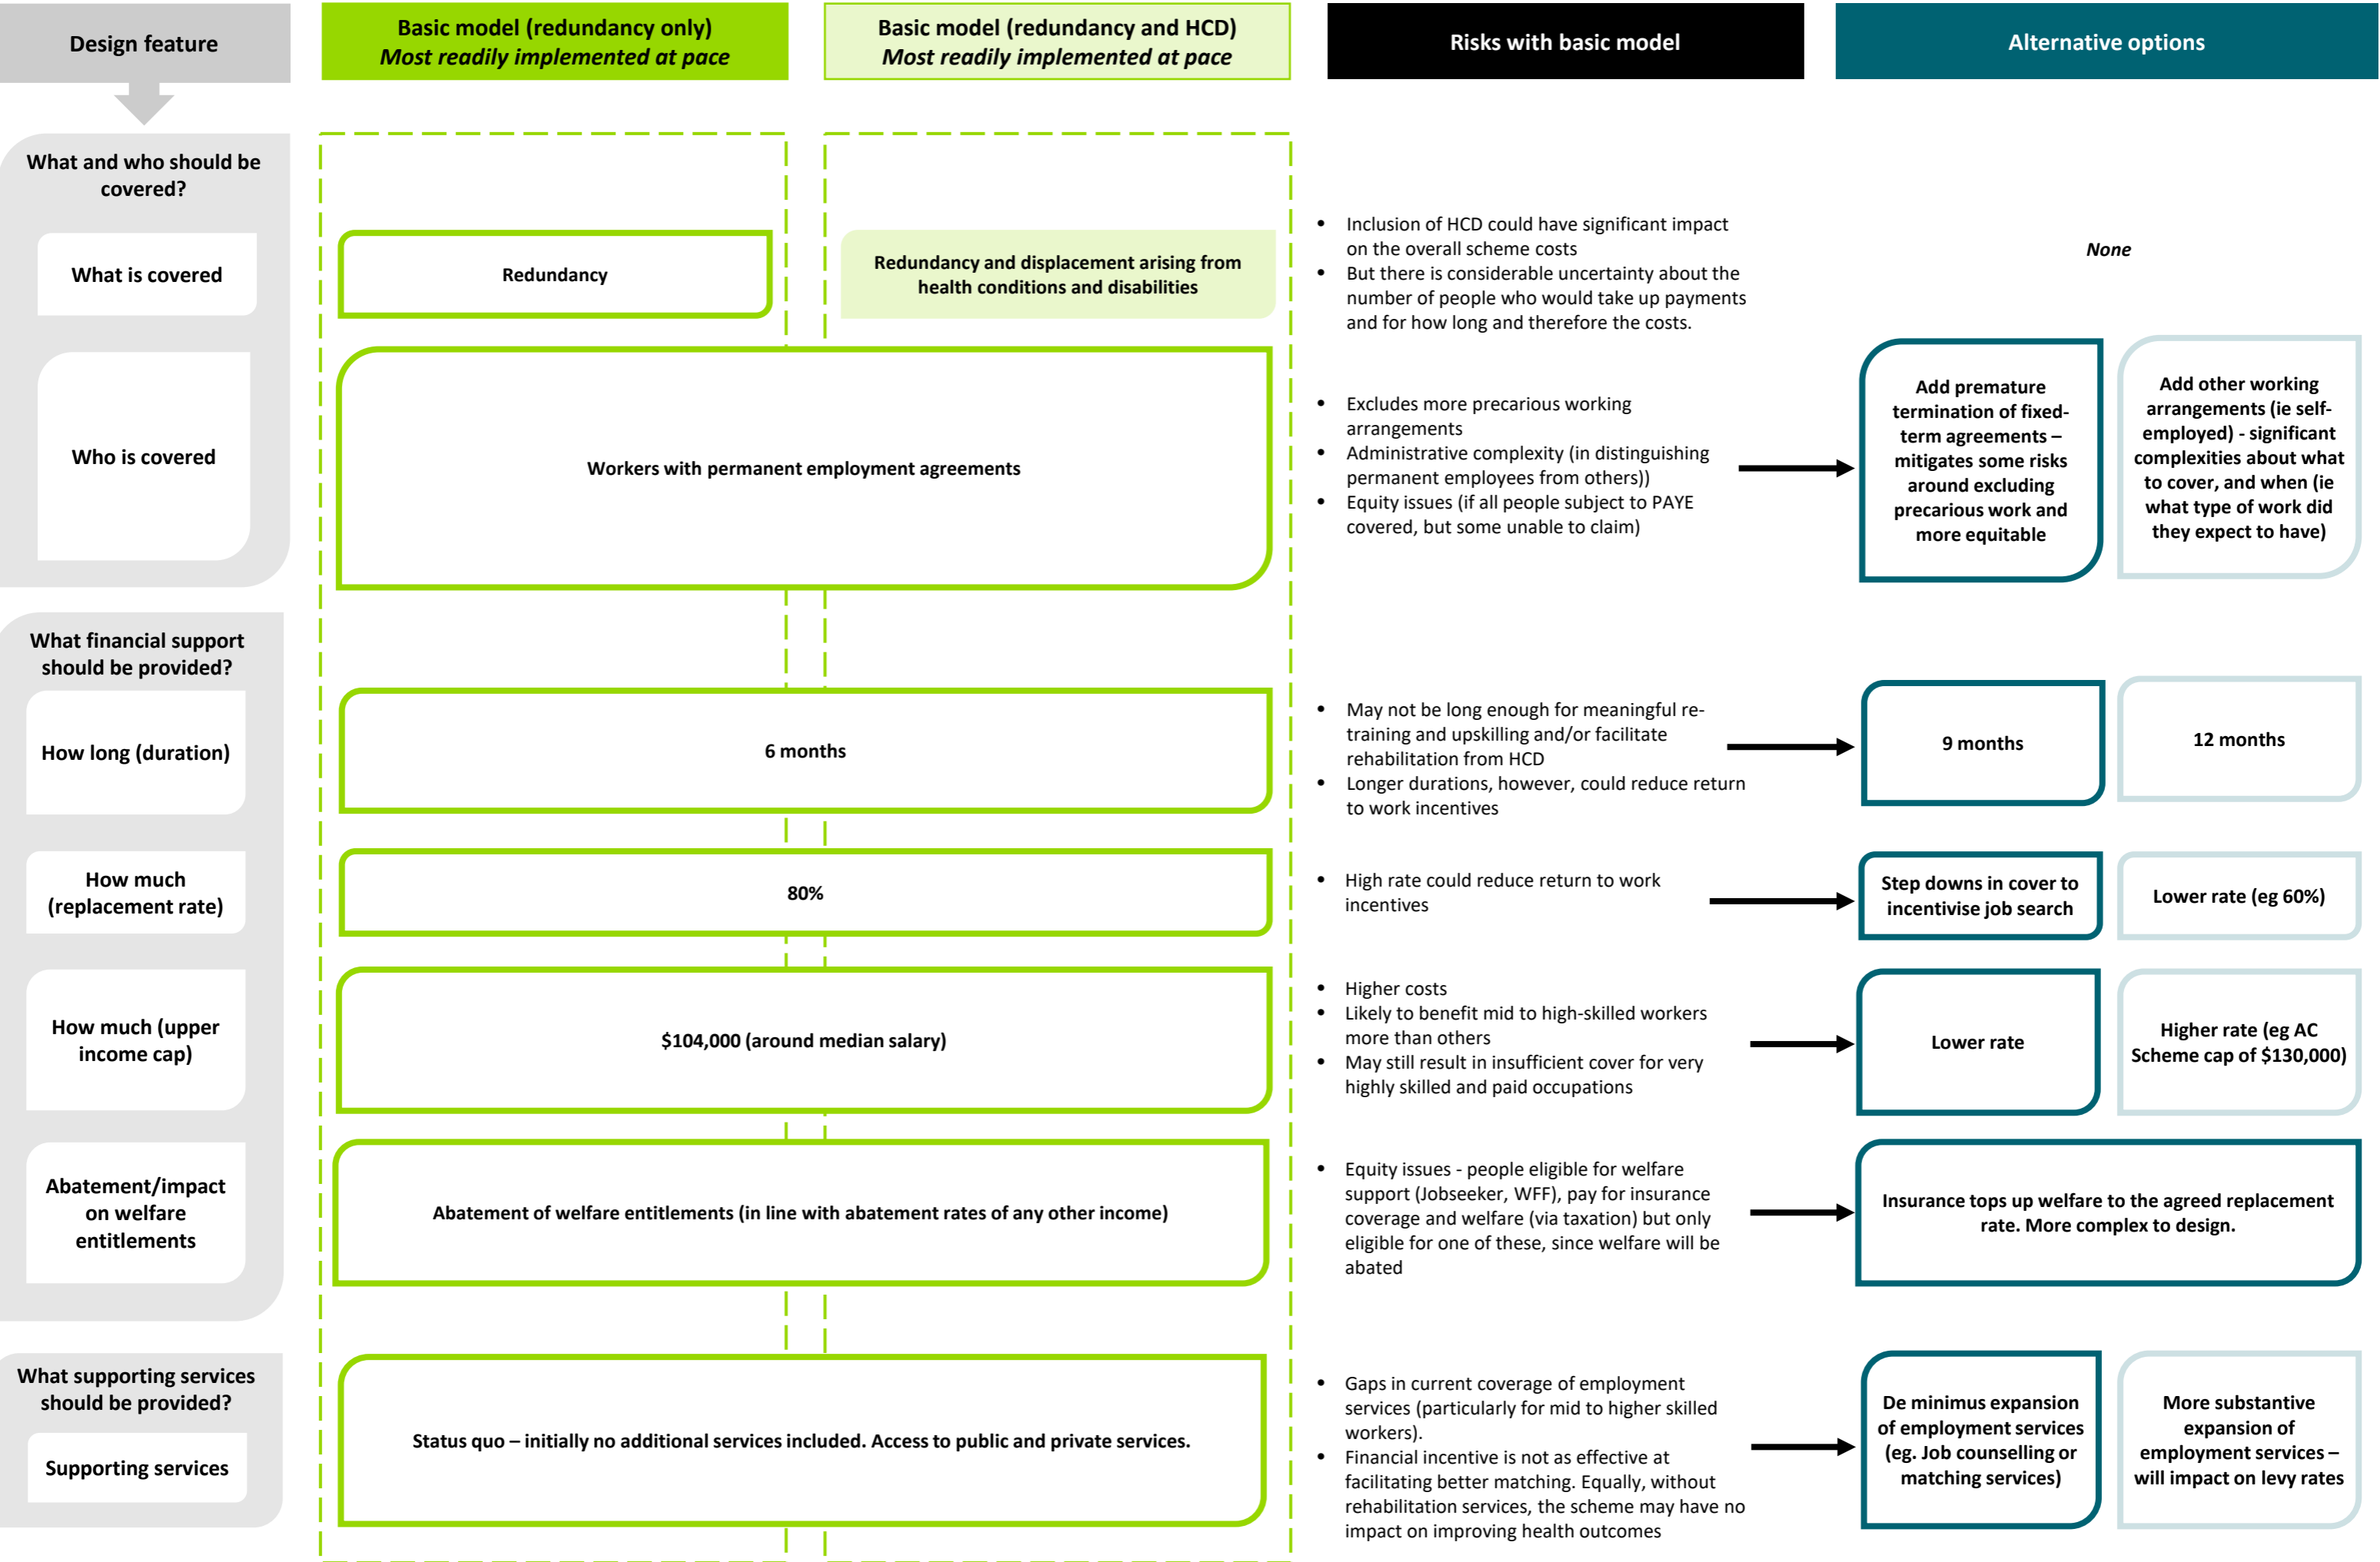 Design feature
Basic model (redundancy only)
Most readily implemented at pace
Basic model (redundancy and HCD)
Most readily implemented at pace
Risks with basic model
Alternative options
What and who should be
covered?
What is covered
Redundancy
Redundancy and displacement arising from
health conditions and disabilities
• Inclusion of HCD could have significant impact
on the overall scheme costs
• But there is considerable uncertainty about the
number of people who would take up payments
and for how long and therefore the costs.
None
Who is covered
Workers with permanent employment agreements
• Excludes more precarious working
arrangements
• Administrative complexity (in distinguishing
permanent employees from others))
• Equity issues (if all people subject to PAYE
covered, but some unable to claim)
Add premature
termination of fixed-
term agreements –
mitigates some risks
around excluding
precarious work and
more equitable
Add other working
arrangements (ie self-
employed) - significant
complexities about what
to cover, and when (ie
what type of work did
they expect to have)
What financial support
should be provided?
How long (duration)
6 months
• May not be long enough for meaningful re-
training and upskilling and/or facilitate
rehabilitation from HCD
• Longer durations, however, could reduce return
to work incentives
9 months
12 months
How much
(replacement rate)
80%
• High rate could reduce return to work
incentives
Step downs in cover to
incentivise job search
Lower rate (eg 60%)
How much (upper
income cap)
$104,000 (around median salary)
• Higher costs
• Likely to benefit mid to high-skilled workers
more than others
• May still result in insufficient cover for very
highly skilled and paid occupations
Lower rate
Higher rate (eg AC
Scheme cap of $130,000)
Abatement/impact
on welfare
entitlements
Abatement of welfare entitlements (in line with abatement rates of any other income)
• Equity issues - people eligible for welfare
support (Jobseeker, WFF), pay for insurance
coverage and welfare (via taxation) but only
eligible for one of these, since welfare will be
abated
Insurance tops up welfare to the agreed replacement
rate. More complex to design.
What supporting services
should be provided?
Supporting services
Status quo – initially no additional services included. Access to public and private services.
• Gaps in current coverage of employment
services (particularly for mid to higher skilled
workers).
• Financial incentive is not as effective at
facilitating better matching. Equally, without
rehabilitation services, the scheme may have no
impact on improving health outcomes
De minimus expansion
of employment services
(eg. Job counselling or
matching services)
More substantive
expansion of
employment services –
will impact on levy rates